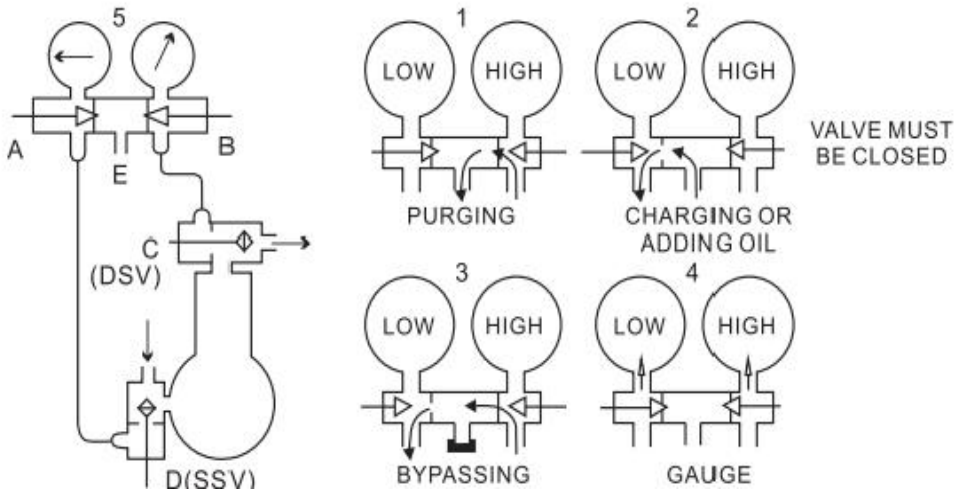 5
A
E
B
C
(DSV)
D(SSV)
1
LOW
HIGH
PURGING
2
LOW
HIGH
CHARGING OR
ADDING OIL
VALVE MUST
BE CLOSED
3
LOW
HIGH
BYPASSING
4
LOW
HIGH
GAUGE